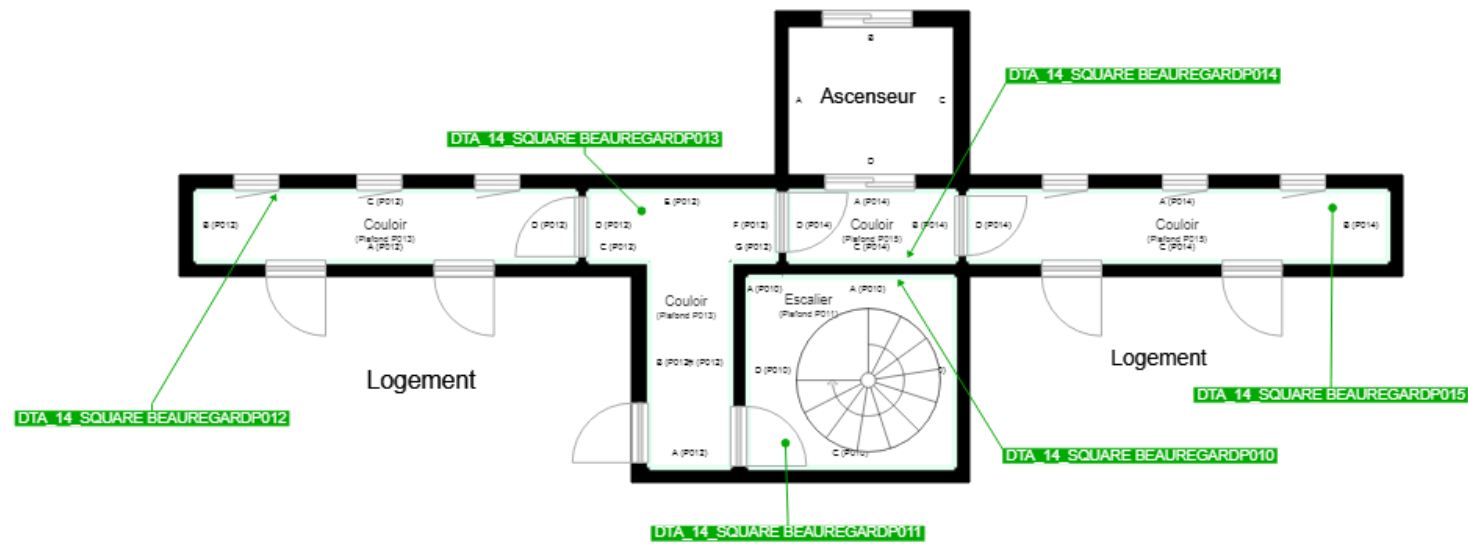 B
DTA_14_SQUARE BEAUREGARDP014
A
Ascenseur
C
DTA_14_SQUARE BEAUREGARDP013
D
C (P012)
E (P012)
A (P014)
A (P014)
B (P012)
Couloir
D (P012)
D (P012)
F (P012)
D (P014)
Couloir
B (P014)
D (P014)
Couloir
B (P014)
(Plafond P013)
(Plafond P015)
(Plafond P015)
A (P012)
C (P012)
G (P012)
C (P014)
C (P014)
A (P010)
A (P010)
Couloir
(Plafond P013)
Escalier
(Plafond P011)
Logement
Logement
D (P010)
DTA_14_SQUARE BEAUREGARDP012
DTA_14_SQUARE BEAUREGARDP015
A (P012)
C (P010)
DTA_14_SQUARE BEAUREGARDP010
DTA_14_SQUARE BEAUREGARDP011